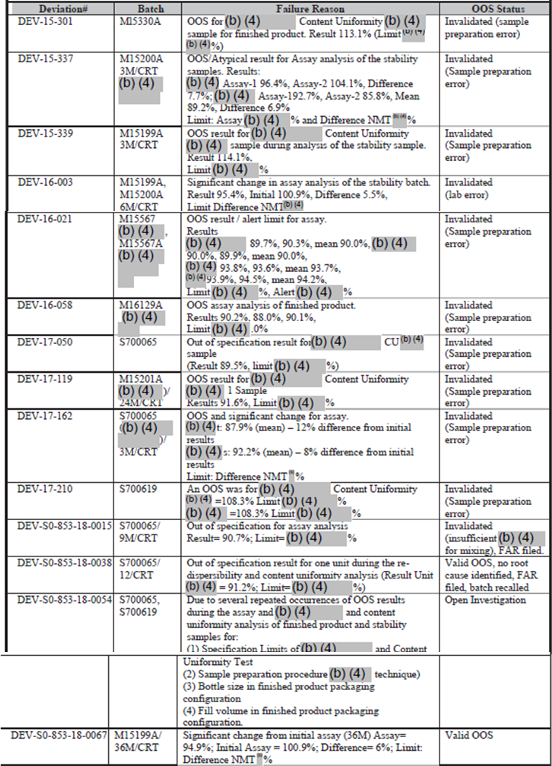 Deviation# Batch Failure Reason OOS Status
DEV-15-301 M15330A OOS for (b) (4) Content Uniformity (b) (4) Invalidated (sample
sample for finished product. Result 113.1% (Limit (b) (4) preparation error)
(b) (4) %)
DEV-15-337 M15200A OOS/Atypical result for Assay analysis of the stability Invalidated
3M/CRT samples. Results: (Sample preparation
(b) (4) (b) (4) Assay-1 96.4%, Assay-2 104.1%, Difference error)
7.7%; (b) (4) Assay-192.7%, Assay-2 85.8%, Mean
89.2%, Difference 6.9%
Limit: Assay (b) (4) % and Difference NMT (b) (4) %
DEV-15-339 M15199A OOS result for (b) (4) Content Uniformity Invalidated
3M/CRT (b) (4) sample during analysis of the stability sample. (Sample preparation
Result 114.1%, error)
Limit (b) (4) %
DEV-16-003 M15199A, Significant change in assay analysis of the stability batch. Invalidated
M15200A Result 95.4%, Initial 100.9%, Difference 5.5%, (lab error)
6M/CRT Limit Difference NMT (b) (4)
DEV-16-021 M15567 OOS result / alert limit for assay. Invalidated
(b) (4) , Results (Sample preparation
M15567A (b) (4) 89.7%, 90.3%, mean 90.0%, (b) (4) error)
(b) (4) 90.0%, 89.9%, mean 90.0%,
(b) (4) 93.8%, 93.6%, mean 93.7%,
(b) (4) 93.9%, 94.5%, mean 94.2%,
Limit (b) (4) %, Alert (b) (4) %
DEV-16-058 M16129A OOS assay analysis of finished product. Invalidated
(b) (4) Results 90.2%, 88.0%, 90.1%, (Sample preparation
Limit (b) (4) .0% error)
DEV-17-050 S700065 Out of specification result for (b) (4) CU (b) (4) Invalidated
sample (Sample preparation
(Result 89.5%, limit (b) (4) %) error)
DEV-17-119 M15201A OOS result for (b) (4) Content Uniformity Invalidated
(b) (4) )/ (b) (4) 1 Sample (Sample preparation
24M/CRT Results 91.6%, Limit (b) (4) % error)
DEV-17-162 S700065 OOS and significant change for assay. Invalidated
( (b) (4) (b) (4) t: 87.9% (mean) – 12% difference from initial (Sample preparation
)/ results error)
3M/CRT (b) (4) s: 92.2% (mean) – 8% difference from initial
results
Limit: Difference NMT %
DEV-17-210 S700619 An OOS was for (b) (4) Content Uniformity Invalidated
(b) (4) =108.3% Limit (b) (4) % (Sample preparation
(b) (4) =108.3% Limit (b) (4) % error)
DEV-S0-853-18-0015 S700065/ Out of specification for assay analysis Invalidated
9M/CRT Result= 90.7%; Limit= (b) (4) % (insufficient (b) (4)
for mixing), FAR filed.
DEV-S0-853-18-0038 S700065/ Out of specification result for one unit during the re- Valid OOS, no root
12/CRT dispersibility and content uniformity analysis (Result Unit cause identified, FAR
(b) (4) = 91.2%; Limit= (b) (4) %) filed, batch recalled
DEV-S0-853-18-0054 S700065, Due to several repeated occurrences of OOS results Open Investigation
S700619 during the assay and (b) (4) and content
uniformity analysis of finished product and stability
samples for:
(1) Specification Limits of (b) (4) and Content
Uniformity Test
(2) Sample preparation procedure (b) (4) technique)
(3) Bottle size in finished product packaging
configuration
(4) Fill volume in finished product packaging
configuration.
DEV-S0-853-18-0067 M15199A/ Significant change from initial assay (36M) Assay= Valid OOS
36M/CRT 94.9%; Initial Assay = 100.9%; Difference= 6%; Limit:
Difference NMT %